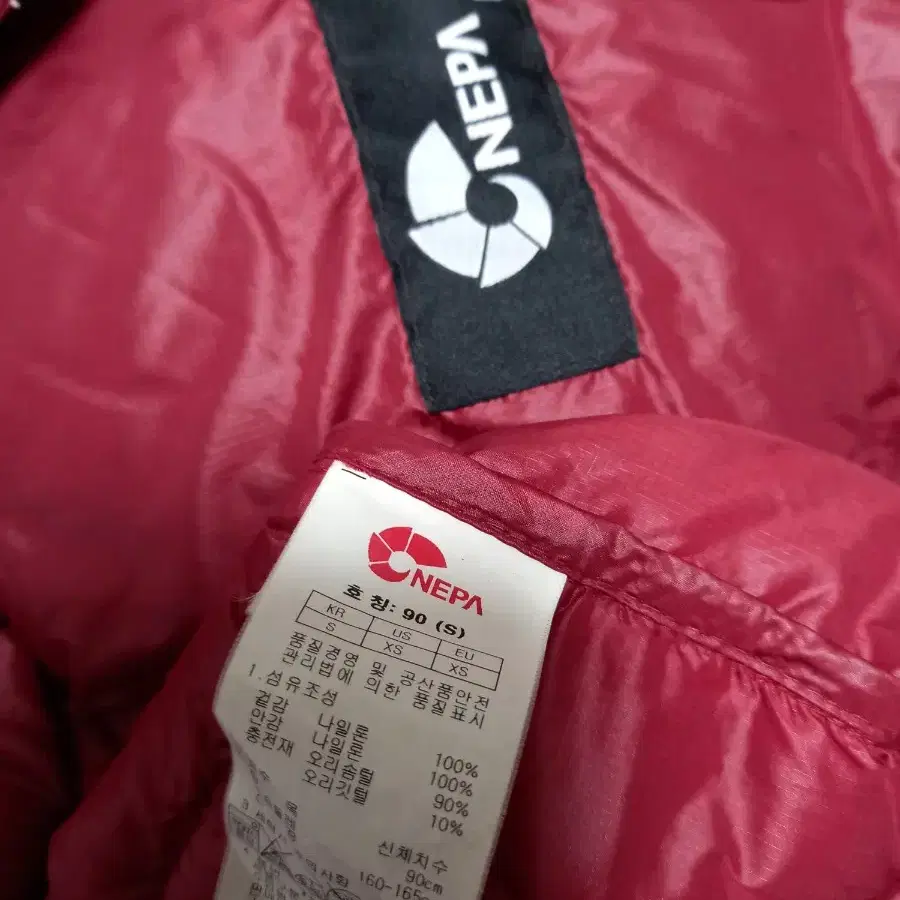 NEPA
NEPA
호 칭: 90 (S)
KR US EU
S XS XS
품질경영 및 공산품안전
관리법에 의한 품질표시
1. 섬유조성
겉감 나일론 100%
안감 나일론 100%
충전재 오리솜털 90%
오리깃털 10%
신체치수
90cm
160-165